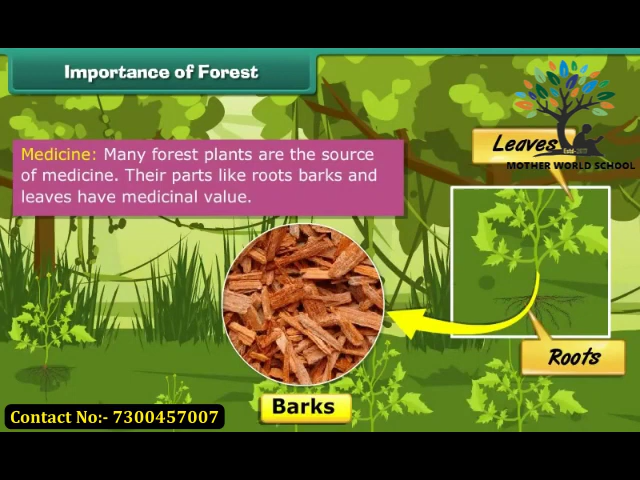 Importance of Forest
Leaves
Estd-
MOTHER WORLD SCHOOL
Medicine: Many forest plants are the source
of medicine. Their parts like roots barks and
leaves have medicinal value.
Roots
Barks
Contact No:- 7300457007